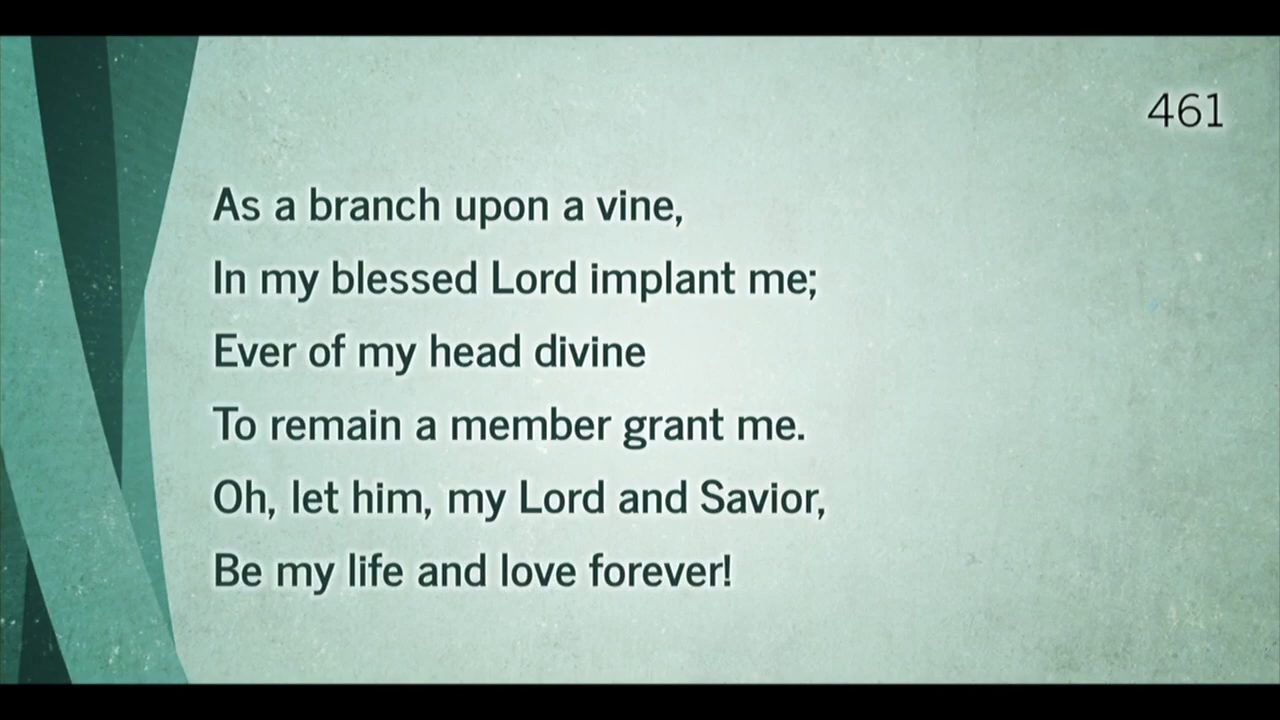 461
As a branch upon a vine,
In my blessed Lord implant me;
Ever of my head divine
To remain a member grant me.
Oh, let him, my Lord and Savior,
Be my life and love forever!